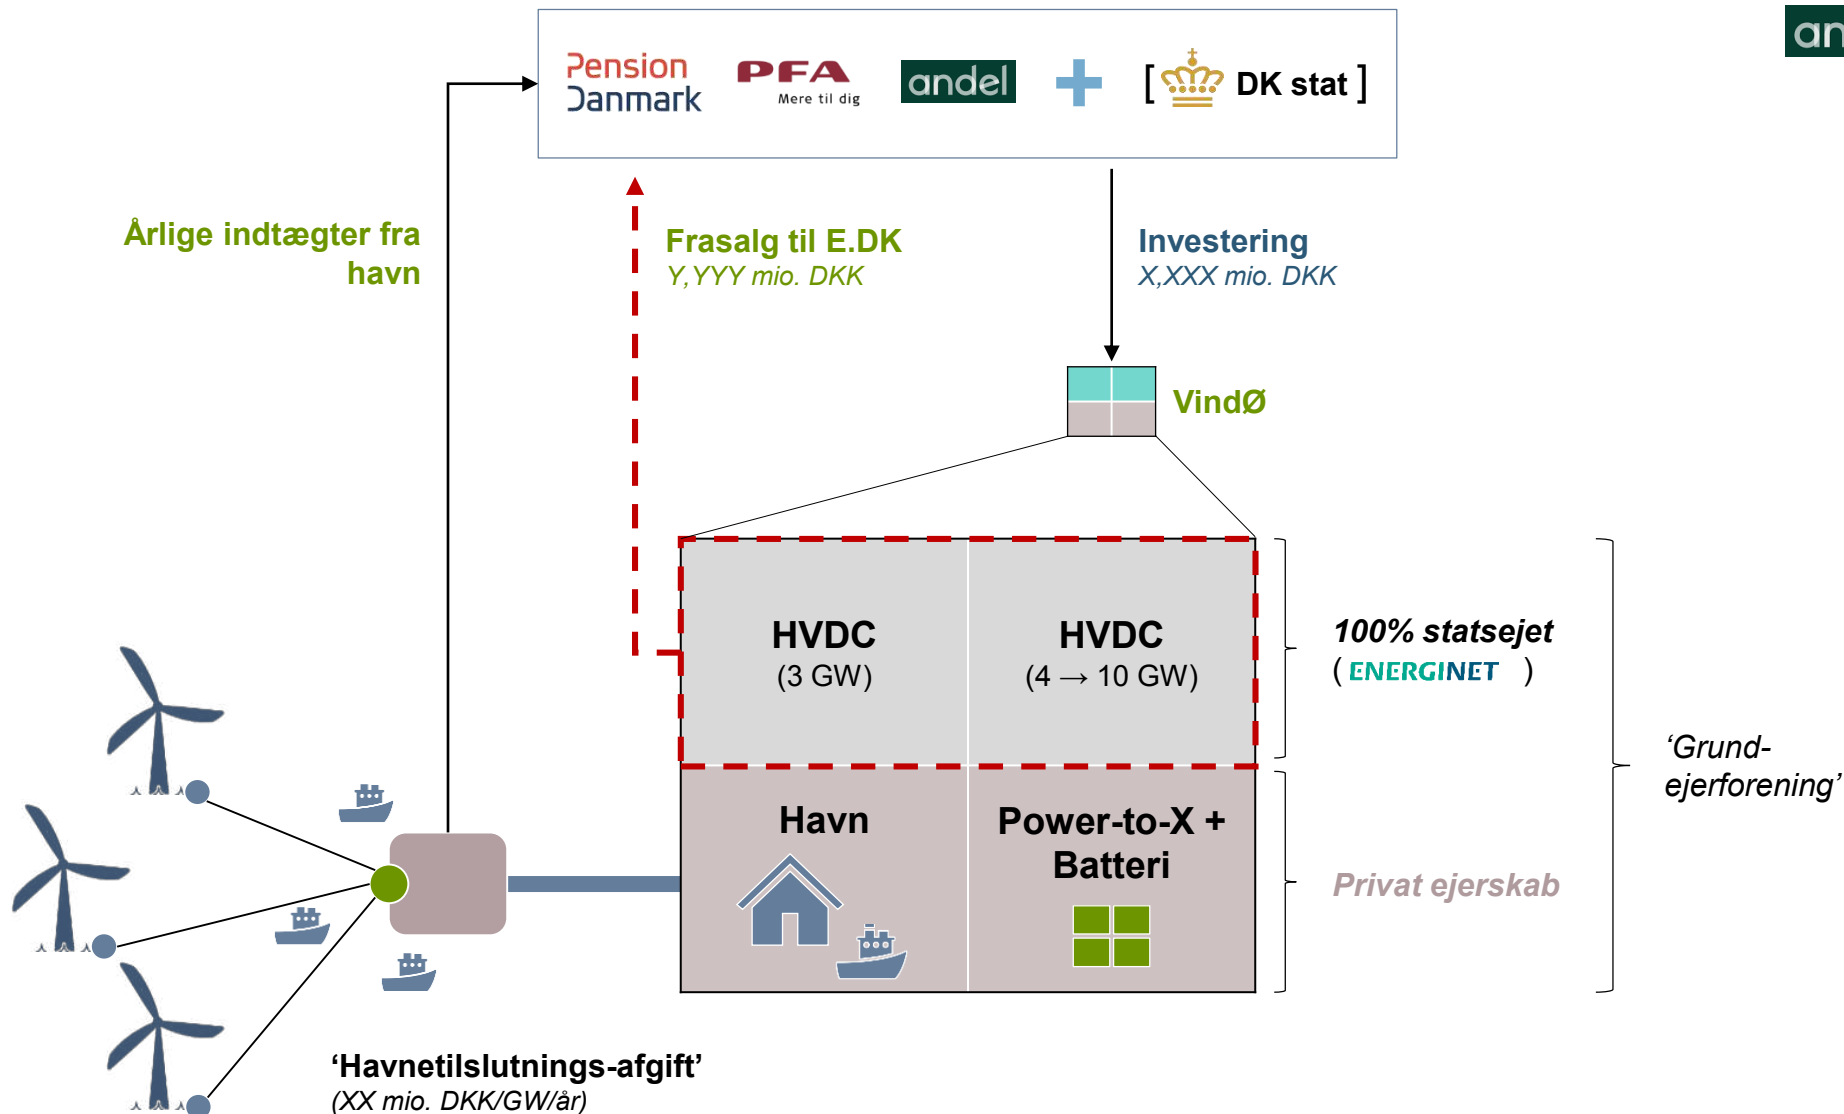 Pension
Danmark
PFA
Mere til dig
andel
[ DK stat ]
an
Årlige indtægter fra
havn
Frasalg til E.DK
Y,YYY mio. DKK
Investering
X,XXX mio. DKK
VindØ
HVDC
(3 GW)
HVDC
(4 → 10 GW)
100% statsejet
( ENERGINET )
Havn
Power-to-X +
Batteri
Privat ejerskab
‘Grund-
ejerforening’
‘Havnetilslutnings-afgift’
(XX mio. DKK/GW/år)